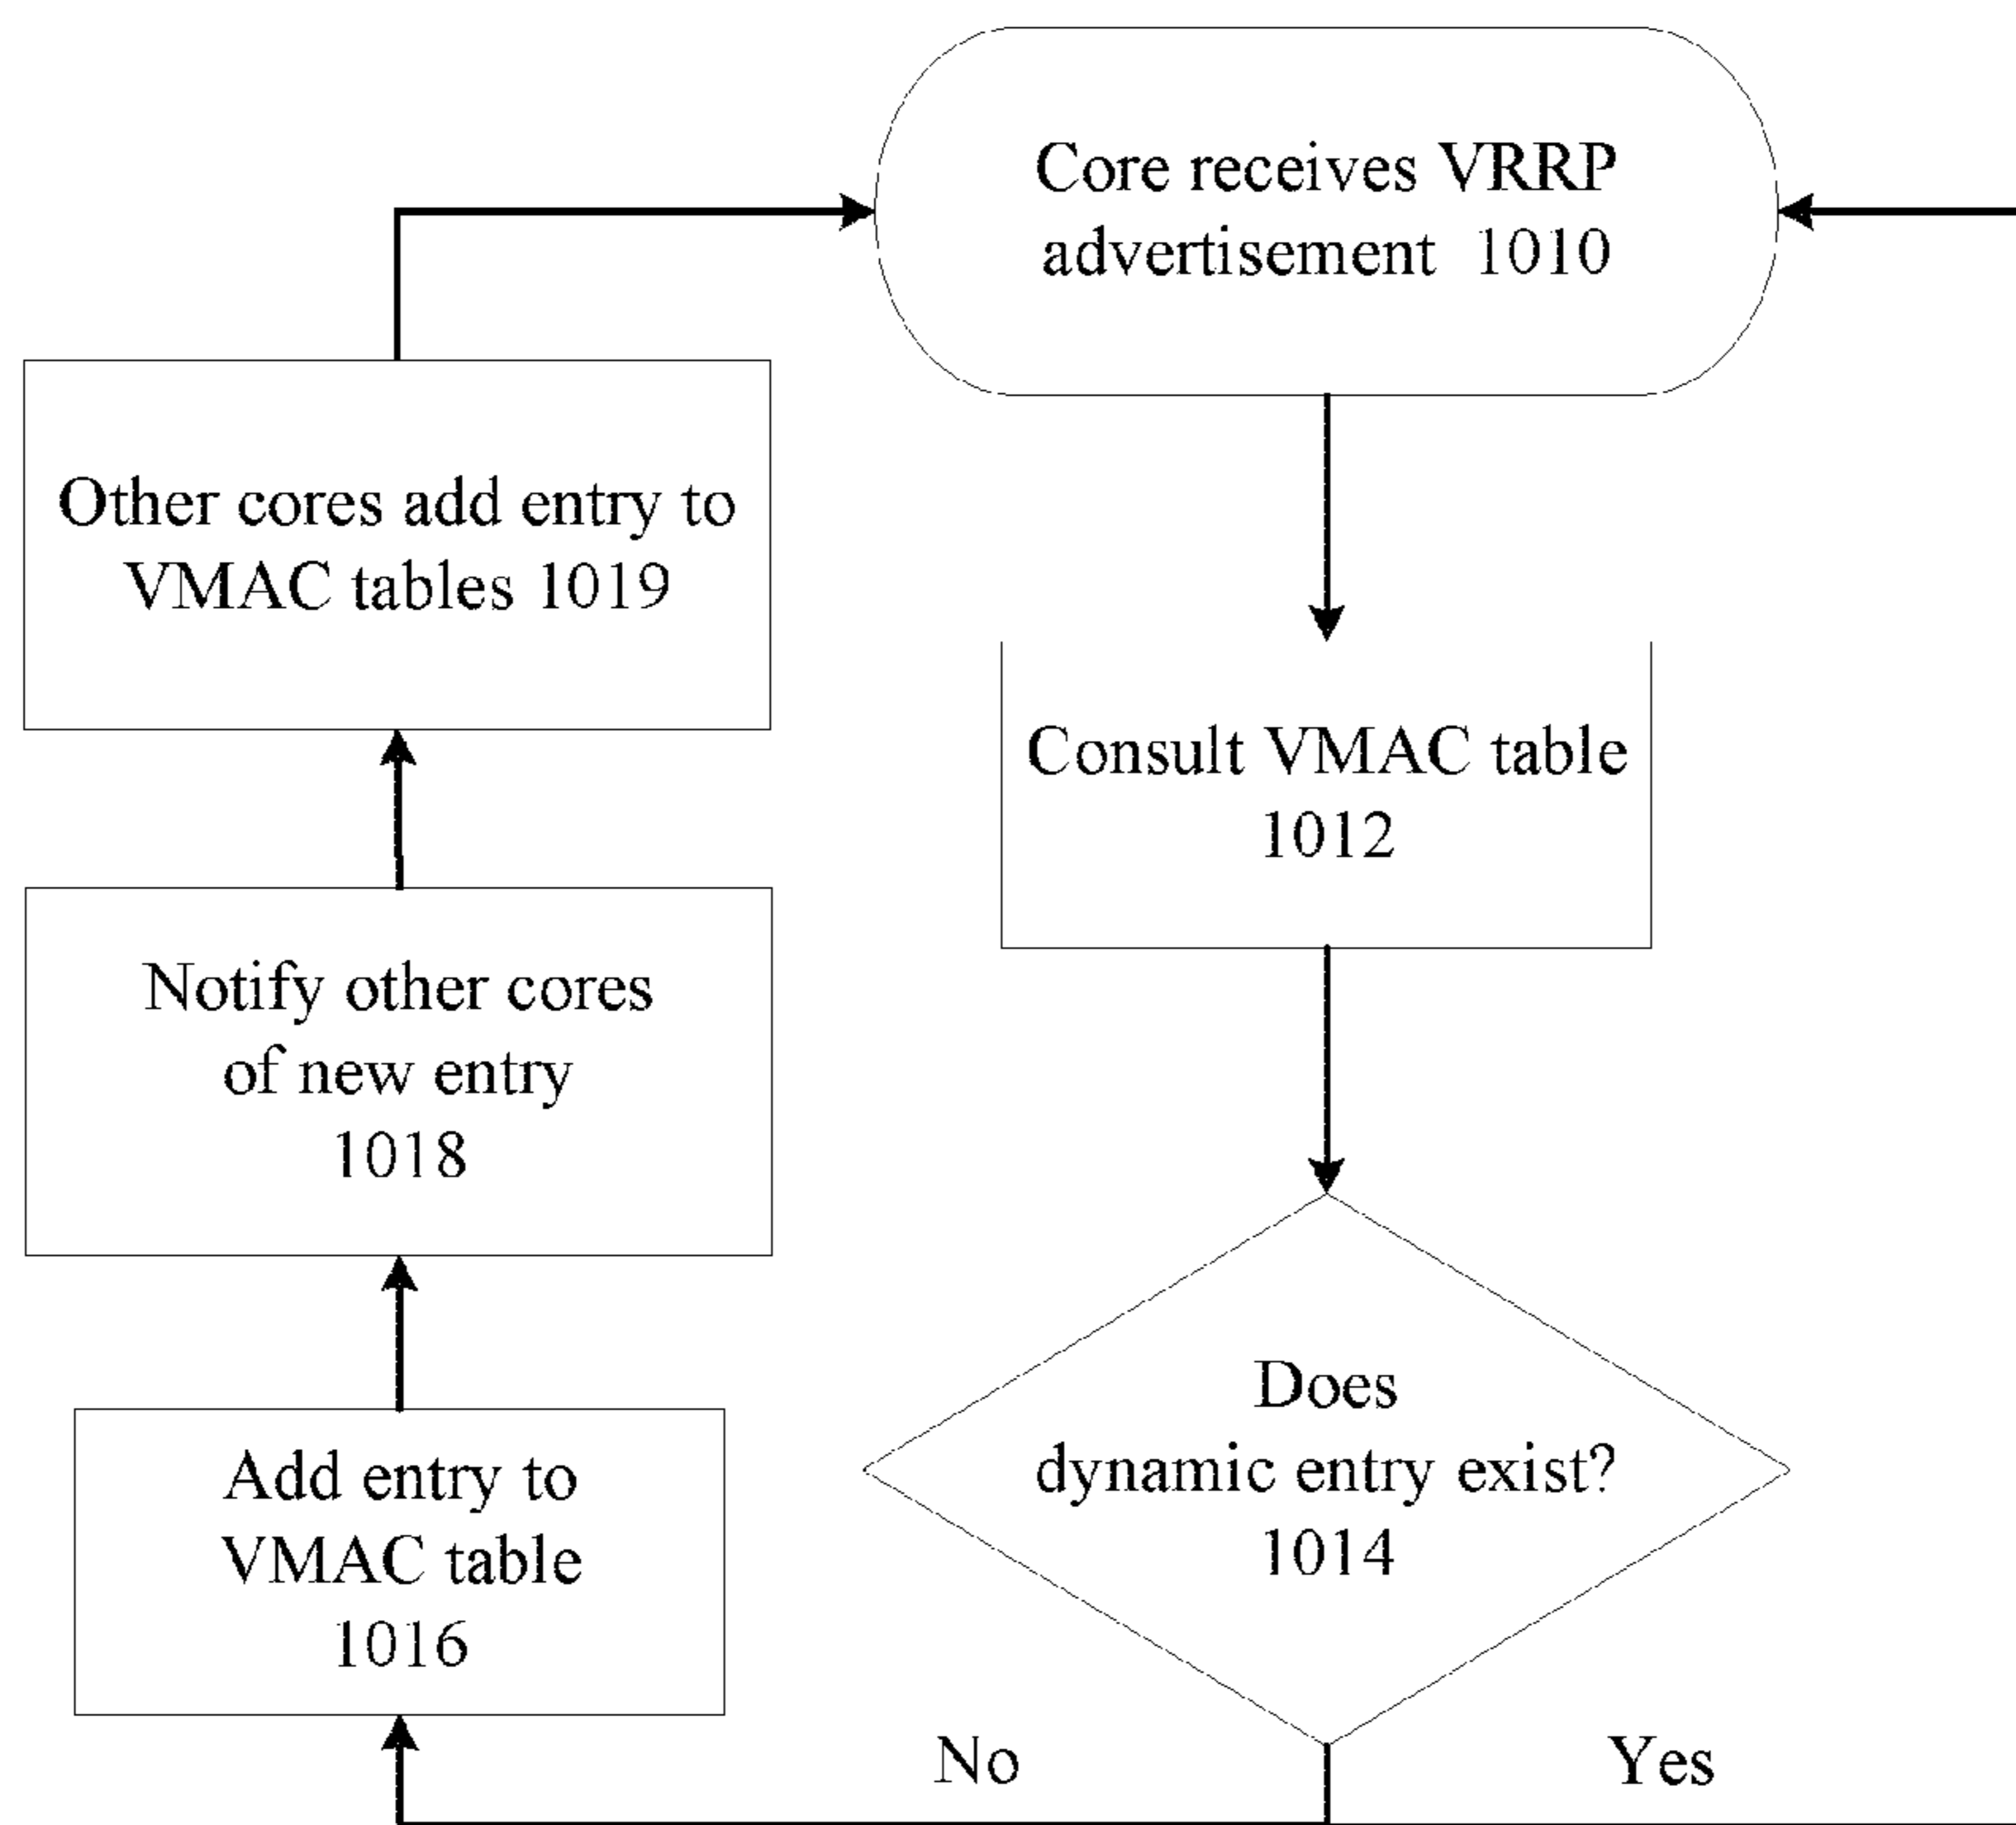 Core receives VRRP
advertisement 1010
Consult VMAC table
1012
Does
dynamic entry exist?
1014
No
Yes
Add entry to
VMAC table
1016
Notify other cores
of new entry
1018
Other cores add entry to
VMAC tables 1019